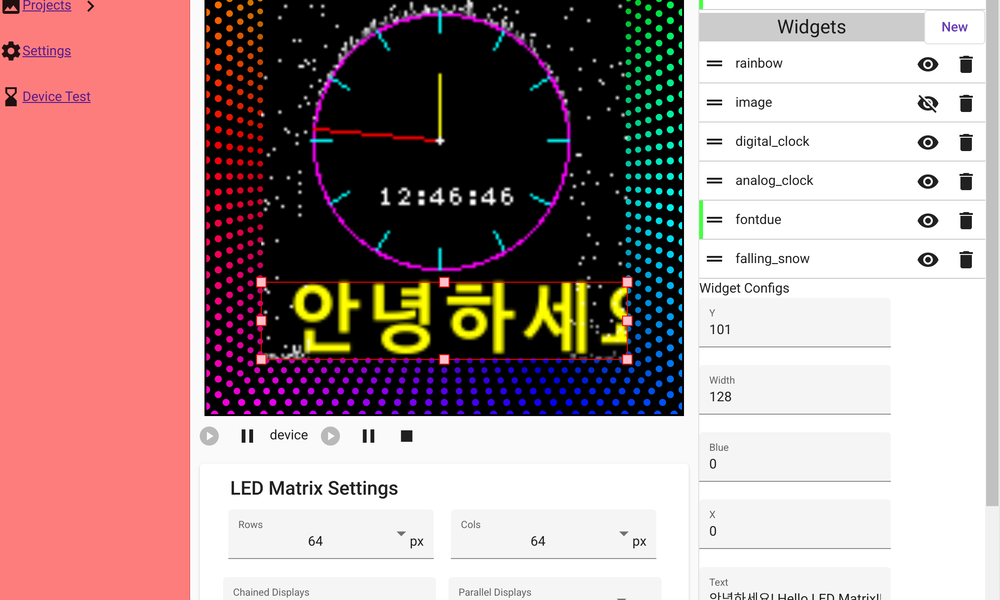 Projects
Settings
Device Test
12:46:46
안녕하세요
device
LED Matrix Settings
Rows
64
px
Cols
64
px
Chained Displays
Parallel Displays
Widgets
New
rainbow
image
digital_clock
analog_clock
fontdue
falling_snow
Widget Configs
Y
101
Width
128
Blue
0
X
0
Text
안녕하세요! Hello LED Matrix!